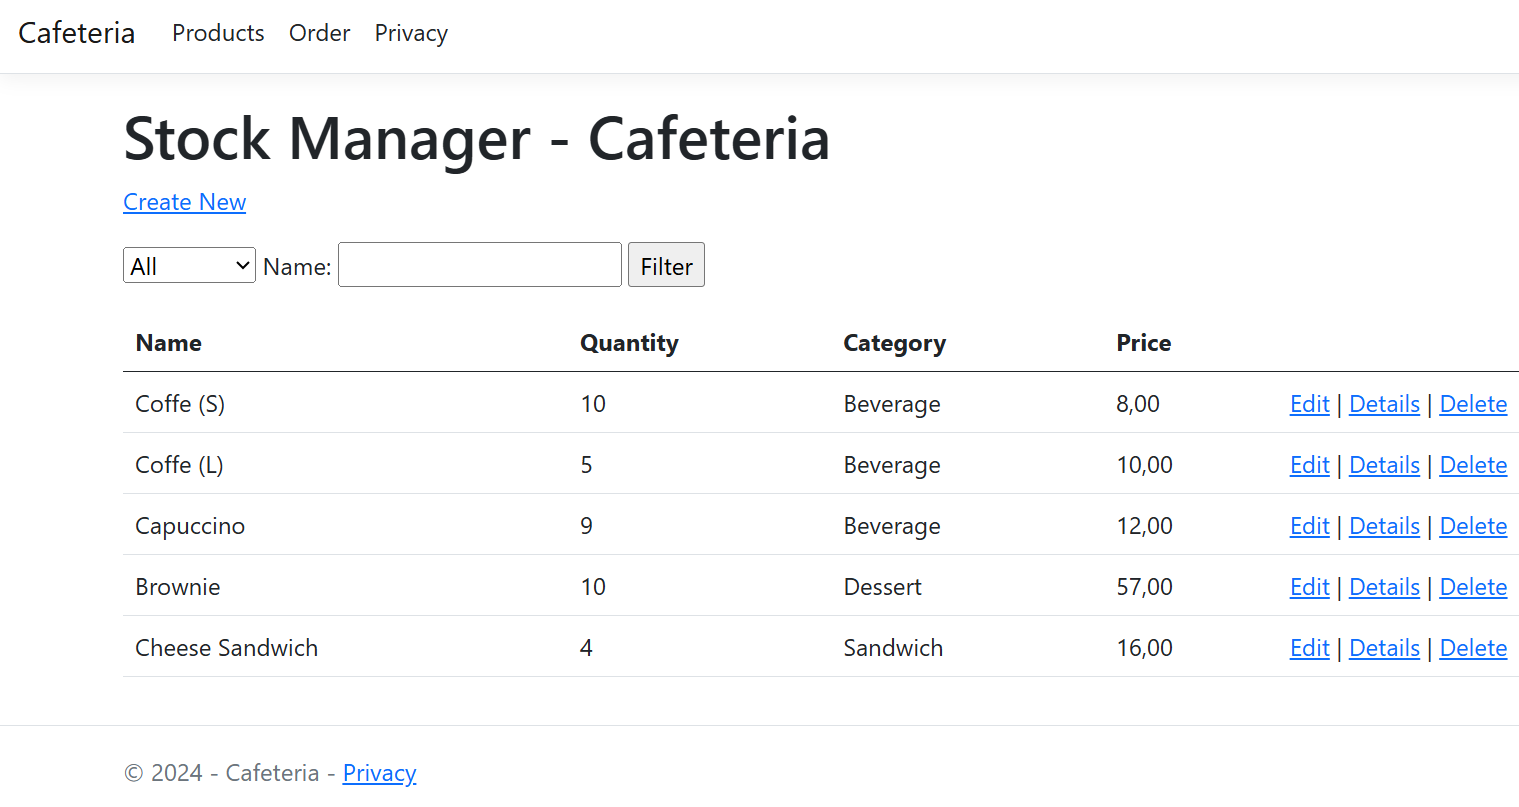 Cafeteria Products Order Privacy
Stock Manager - Cafeteria
Create New
All Name: Filter
Name Quantity Category Price
Coffe (S) 10 Beverage 8,00 Edit | Details | Delete
Coffe (L) 5 Beverage 10,00 Edit | Details | Delete
Capuccino 9 Beverage 12,00 Edit | Details | Delete
Brownie 10 Dessert 57,00 Edit | Details | Delete
Cheese Sandwich 4 Sandwich 16,00 Edit | Details | Delete
© 2024 - Cafeteria - Privacy